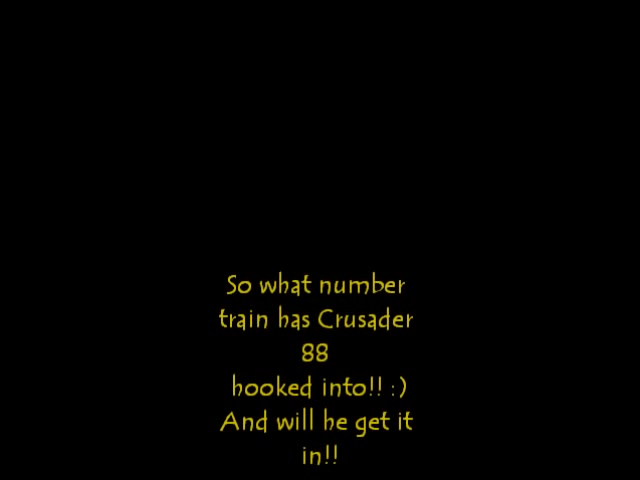 So what number
train has Crusader
88
hooked into!! :)
And will he get it
in!!